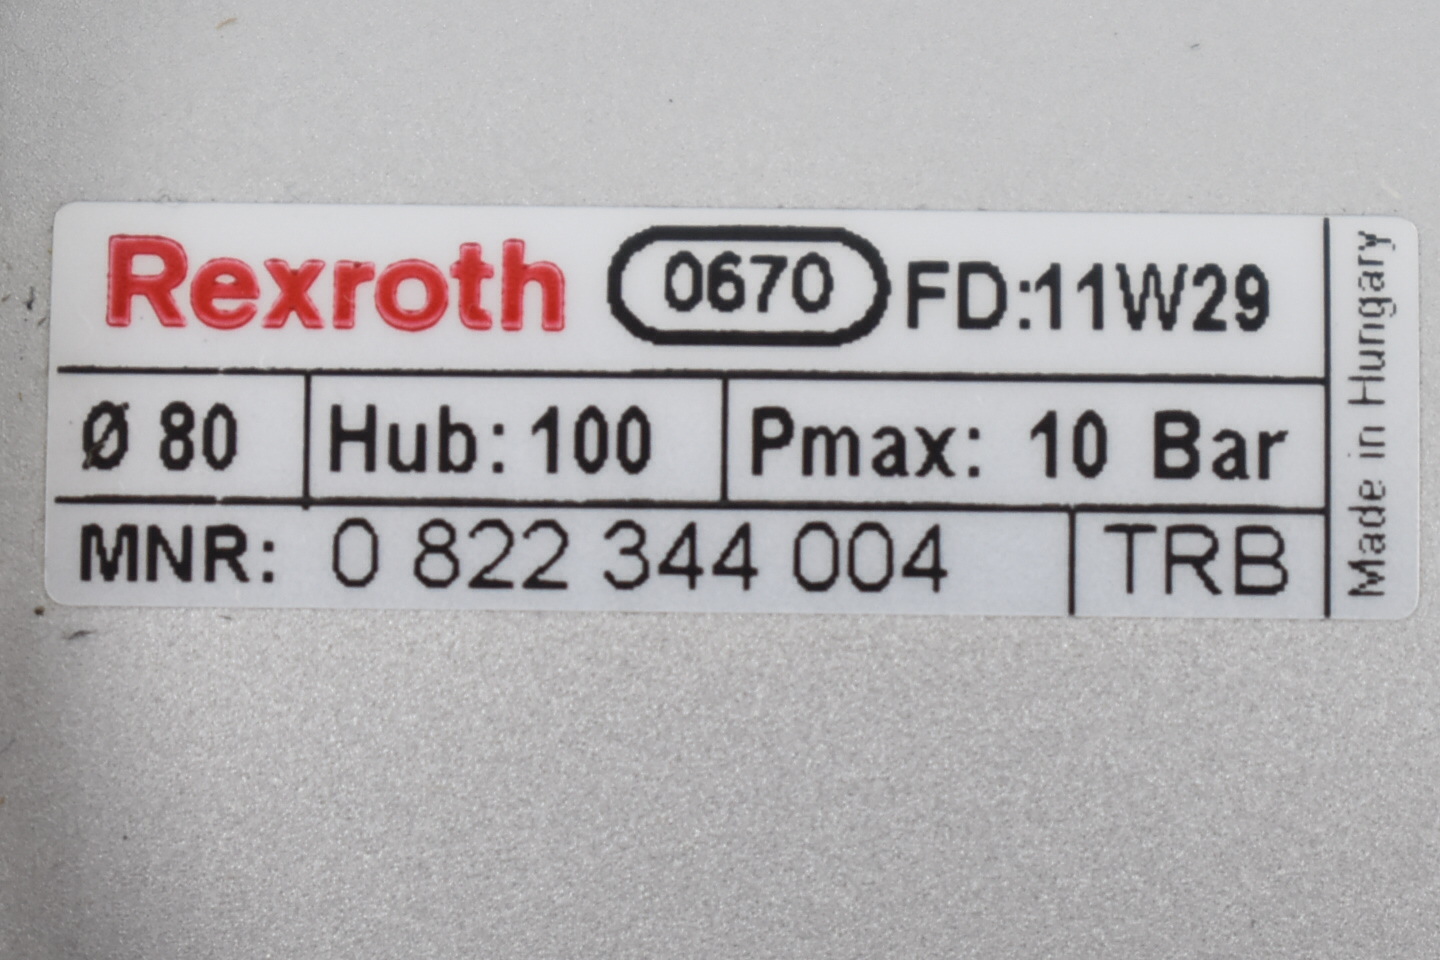 Rexroth 0670 FD:11W29
Ø 80 Hub: 100 Pmax: 10 Bar
MNR: 0 822 344 004 TRB
Made in Hungary